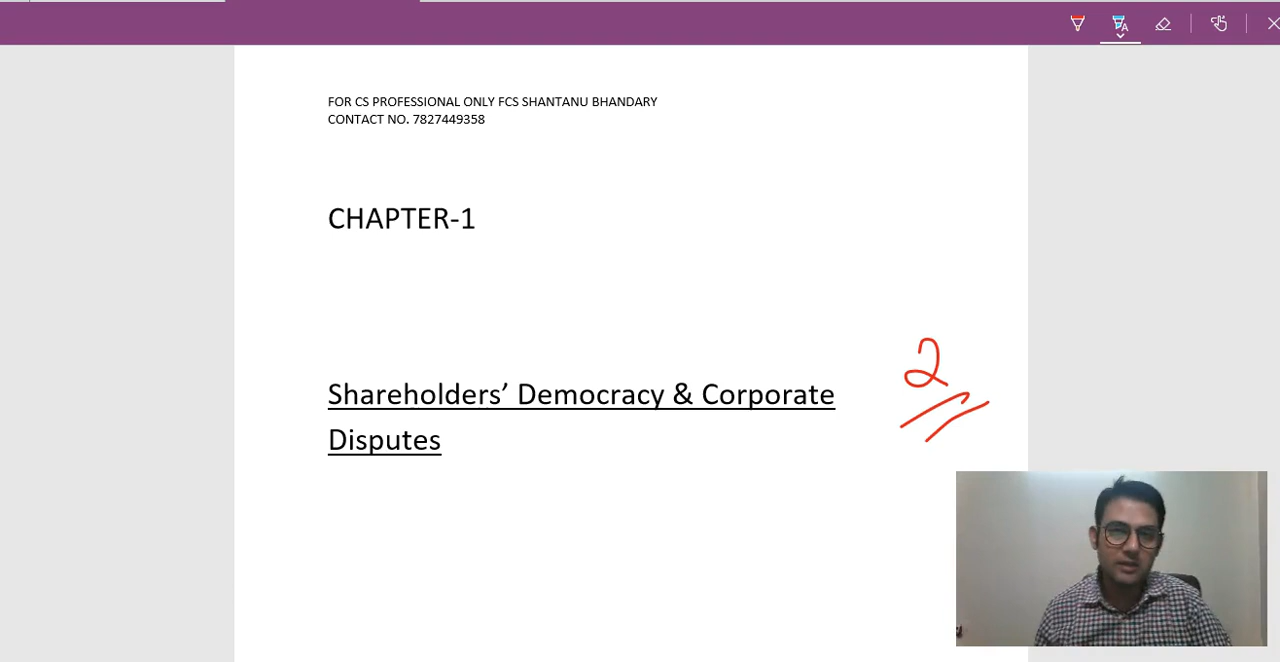 FOR CS PROFESSIONAL ONLY FCS SHANTANU BHANDARY
CONTACT NO. 7827449358
CHAPTER-1
Shareholders’ Democracy & Corporate
Disputes
2